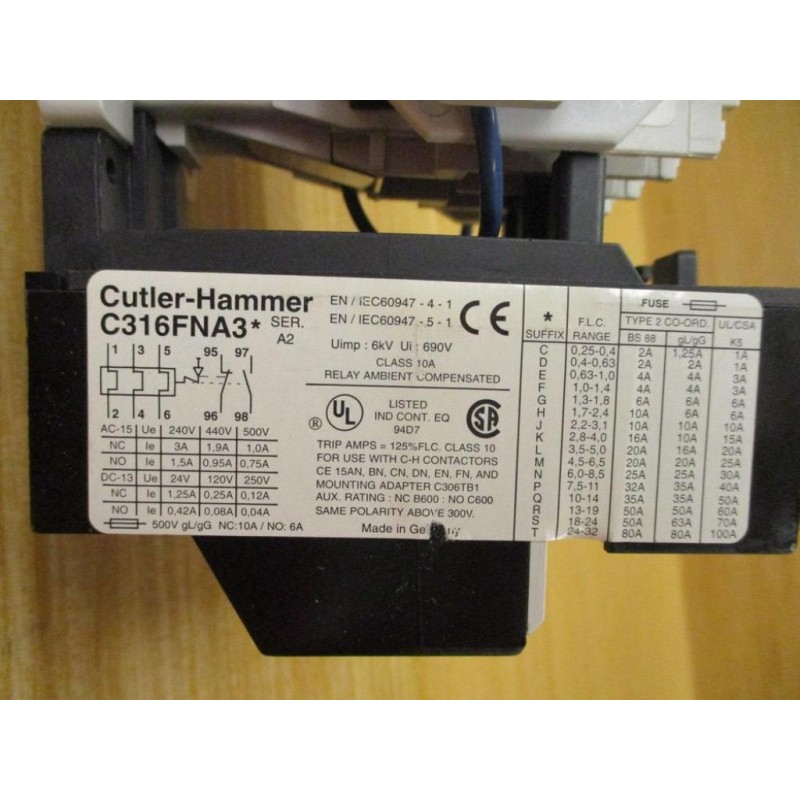 Cutler-Hammer
C316FNA3* SER. A2
EN / IEC60947 - 4 - 1
EN / IEC60947 - 5 - 1
CE
Uimp : 6kV Ui : 690V
CLASS 10A
RELAY AMBIENT COMPENSATED
1 3 5 95 97
2 4 6 96 98
AC-15 Ue 240V 440V 500V
NC Ie 3A 1,9A 1,0A
NO Ie 1,5A 0,95A 0,75A
DC-13 Ue 24V 120V 250V
NC Ie 1,25A 0,25A 0,12A
NO Ie 0,42A 0,08A 0,04A
500V gL/gG NC:10A / NO: 6A
UL ®
LISTED
IND CONT. EQ
94D7
SA
TRIP AMPS = 125%FLC. CLASS 10
FOR USE WITH C-H CONTACTORS
CE 15AN, BN, CN, DN, EN, FN, AND
MOUNTING ADAPTER C306TB1
AUX. RATING : NC B600 : NO C600
SAME POLARITY ABOVE 300V.
Made in Germany
* SUFFIX F.L.C. RANGE FUSE
TYPE 2 CO-ORD. UL/CSA
BS 88 gL/gG K5
C 0,25-0,4 2A 1,25A 1A
D 0,4-0,63 2A 2A 1A
E 0,63-1,0 4A 4A 3A
F 1,0-1,4 4A 4A 3A
G 1,3-1,8 6A 6A 6A
H 1,7-2,4 10A 6A 6A
J 2,2-3,1 10A 10A 10A
K 2,8-4,0 16A 10A 15A
L 3,5-5,0 20A 16A 20A
M 4,5-6,5 20A 20A 25A
N 6,0-8,5 25A 25A 30A
P 7,5-11 32A 35A 40A
Q 10-14 35A 35A 50A
R 13-19 50A 50A 60A
S 18-24 50A 63A 70A
T 24-32 80A 80A 100A